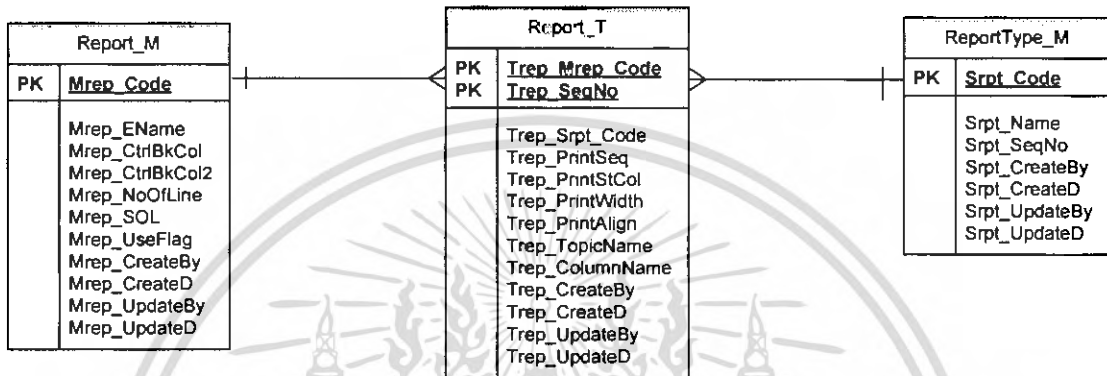 Report_M
PK Mrep_Code
Mrep_EName
Mrep_CtrlBkCol
Mrep_CtrlBkCol2
Mrep_NoOfLine
Mrep_SOL
Mrep_UseFlag
Mrep_CreateBy
Mrep_CreateD
Mrep_UpdateBy
Mrep_UpdateD
Report_T
PK Trep_Mrep_Code
PK Trep_SeqNo
Trep_Srpt_Code
Trep_PrintSeq
Trep_PrintStCol
Trep_PrintWidth
Trep_PrintAlign
Trep_TopicName
Trep_ColumnName
Trep_CreateBy
Trep_CreateD
Trep_UpdateBy
Trep_UpdateD
ReportType_M
PK Srpt_Code
Srpt_Name
Srpt_SeqNo
Srpt_CreateBy
Srpt_CreateD
Srpt_UpdateBy
Srpt_UpdateD